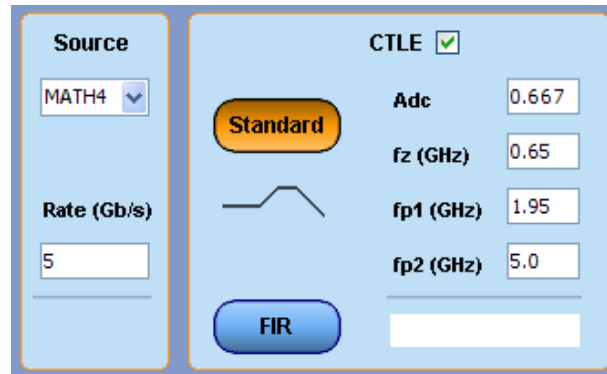 Source
MATH4
Rate (Gb/s)
5
CTLE
Standard
FIR
Adc 0.667
fz (GHz) 0.65
fp1 (GHz) 1.95
fp2 (GHz) 5.0